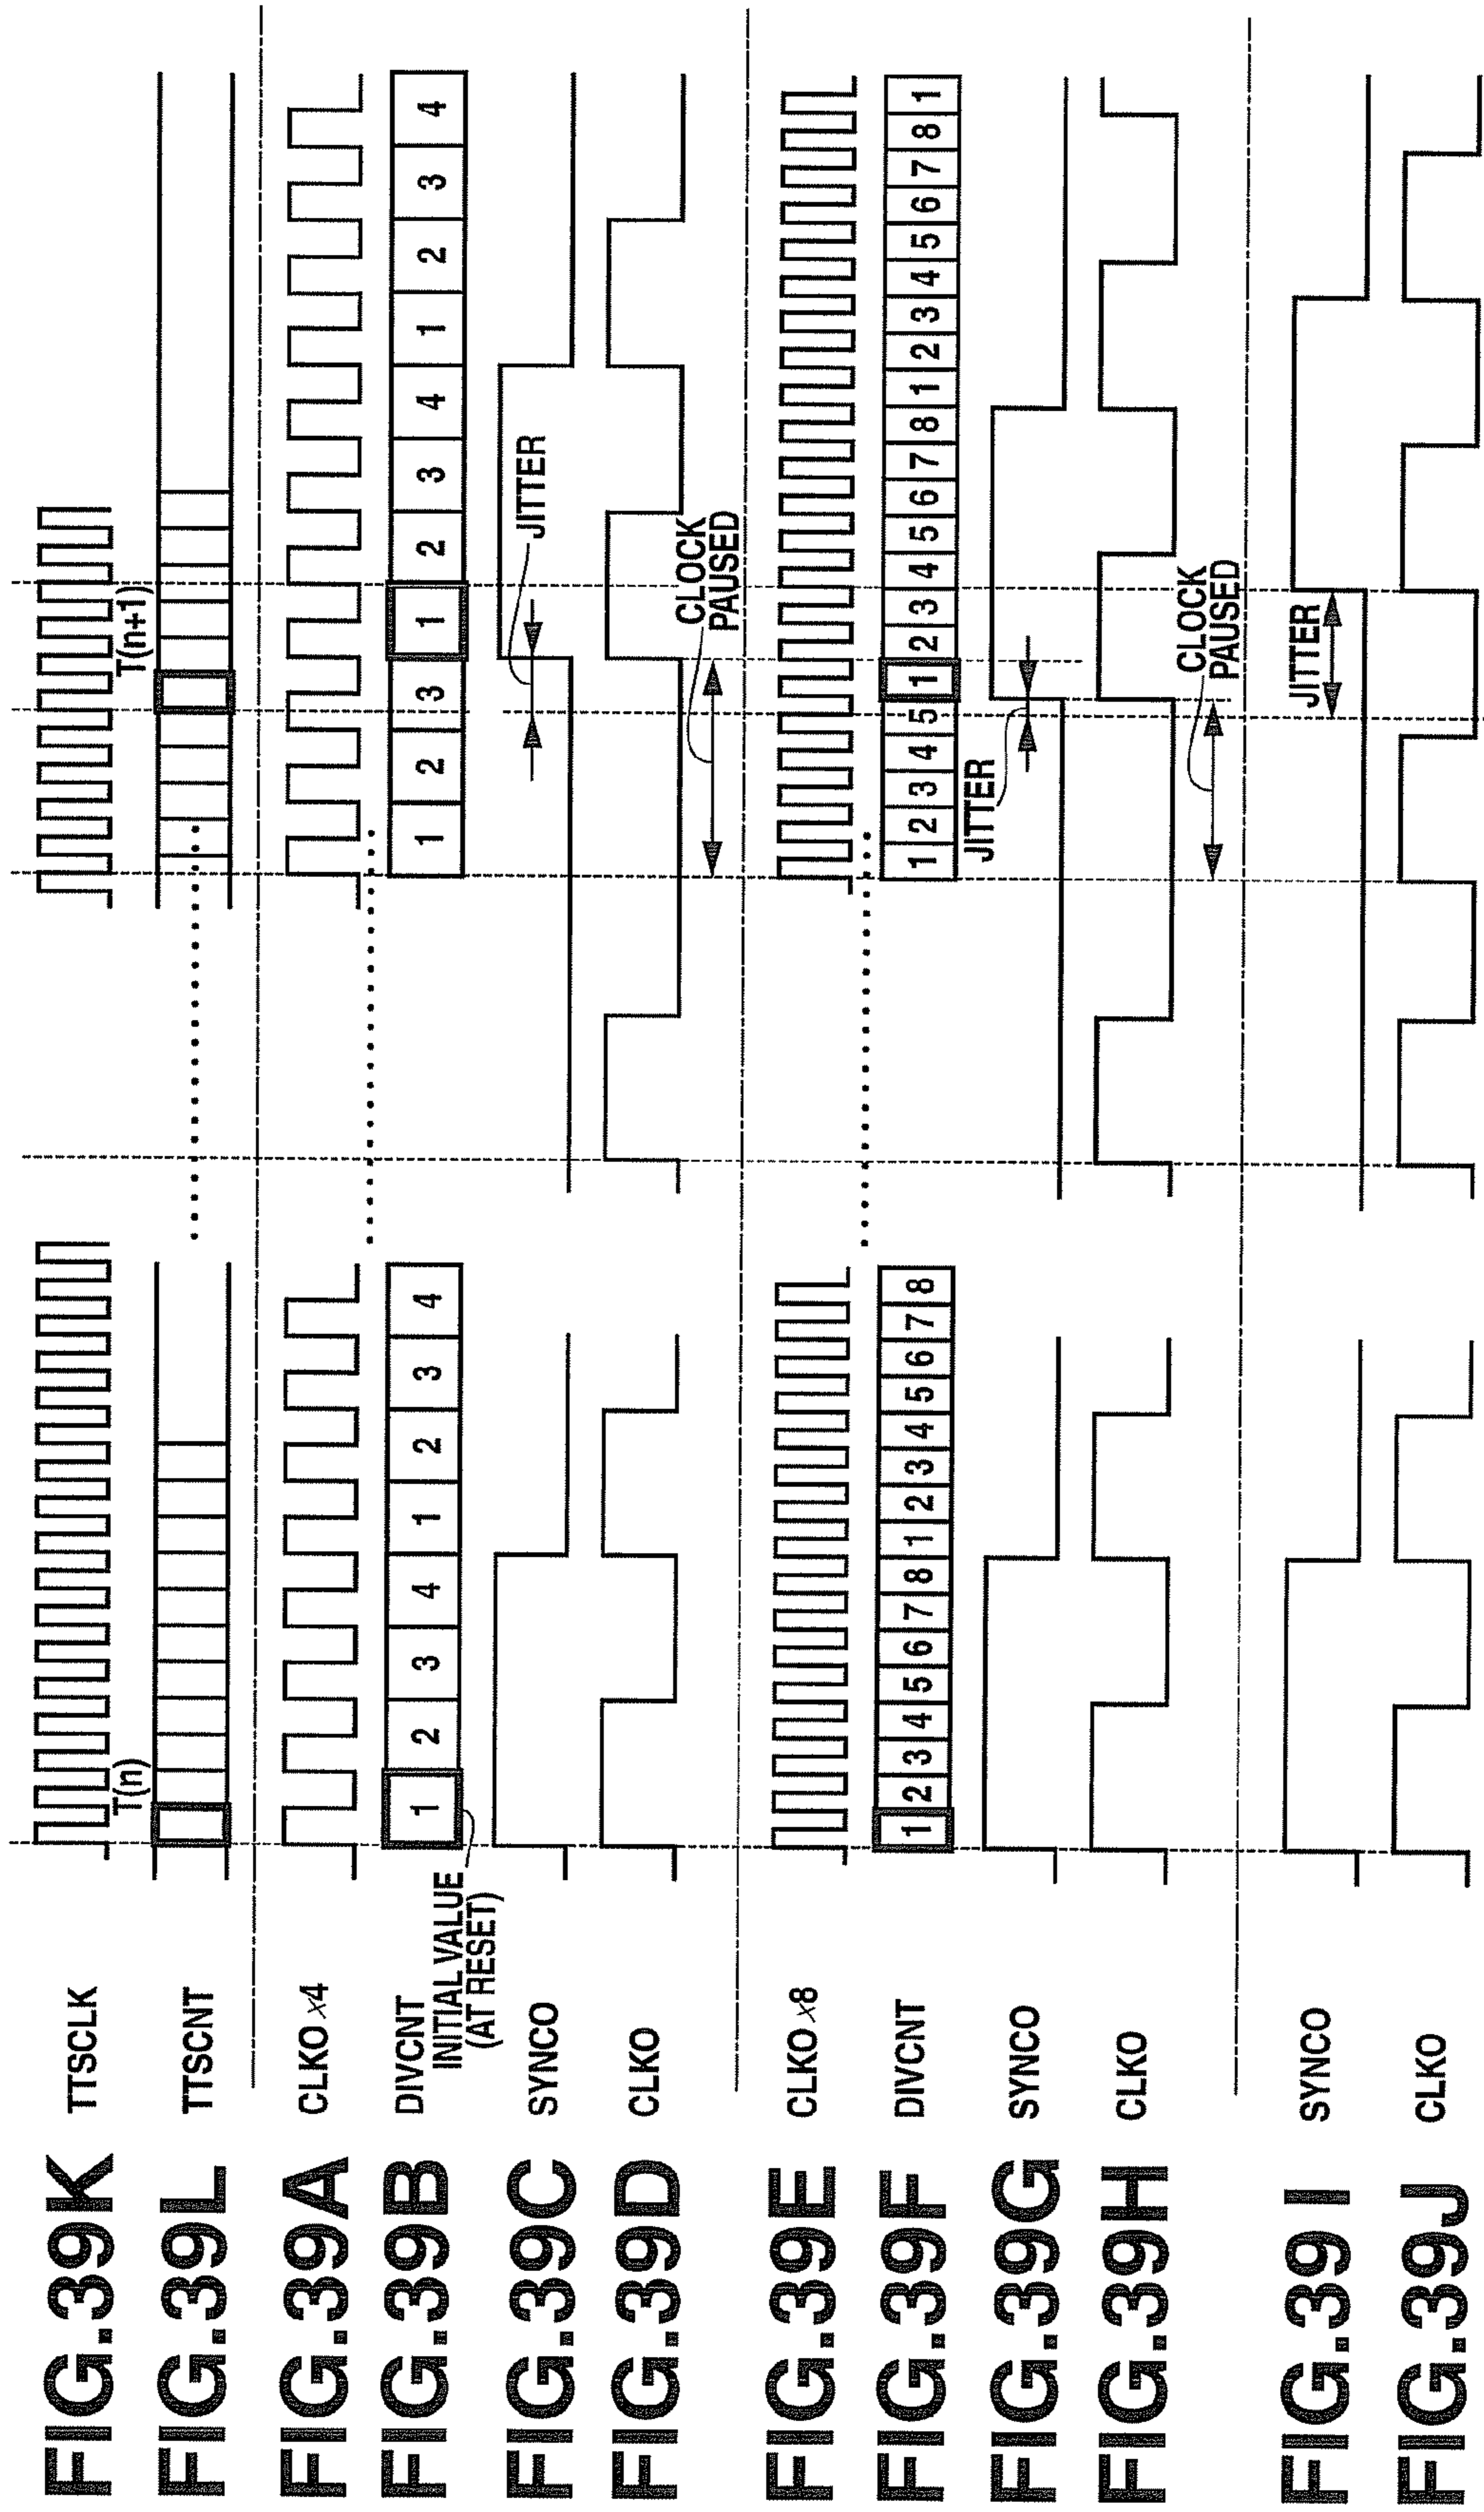 FIG.39K TTSCLK
T(n) T(n+1)
FIG.39L TTSCNT
FIG.39A CLKO×4
FIG.39B DIVCNT 1 2 3 4 1 2 3 4 1 2 3 1 2 3 4 1 2 3 4
INITIAL VALUE
(AT RESET)
FIG.39C SYNCO
JITTER
FIG.39D CLKO
CLOCK
PAUSED
FIG.39E CLKO×8
FIG.39F DIVCNT 1 2 3 4 5 6 7 8 1 2 3 4 5 6 7 8 1 2 3 4 5 1 2 3 4 5 6 7 8 1 2 3 4 5 6 7 8 1
FIG.39G SYNCO
JITTER
FIG.39H CLKO
CLOCK
PAUSED
FIG.39I SYNCO
JITTER
FIG.39J CLKO